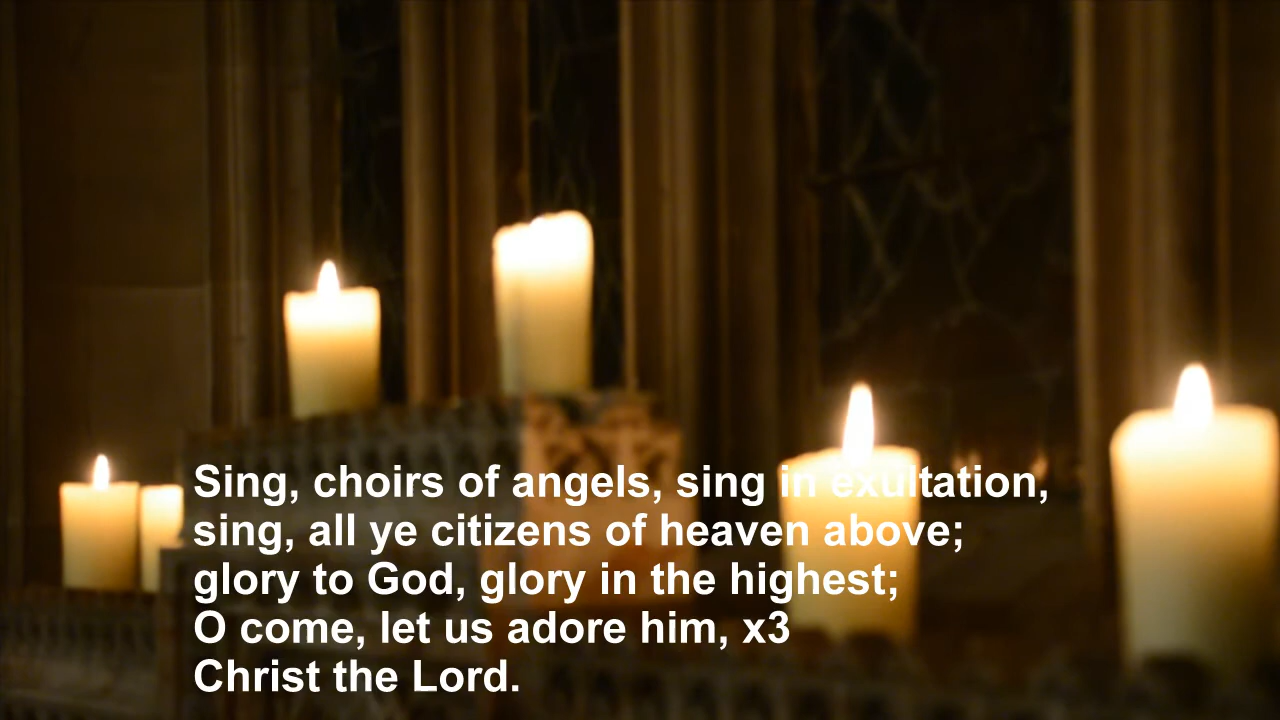 Sing, choirs of angels, sing in exultation,
sing, all ye citizens of heaven above;
glory to God, glory in the highest;
O come, let us adore him, x3
Christ the Lord.